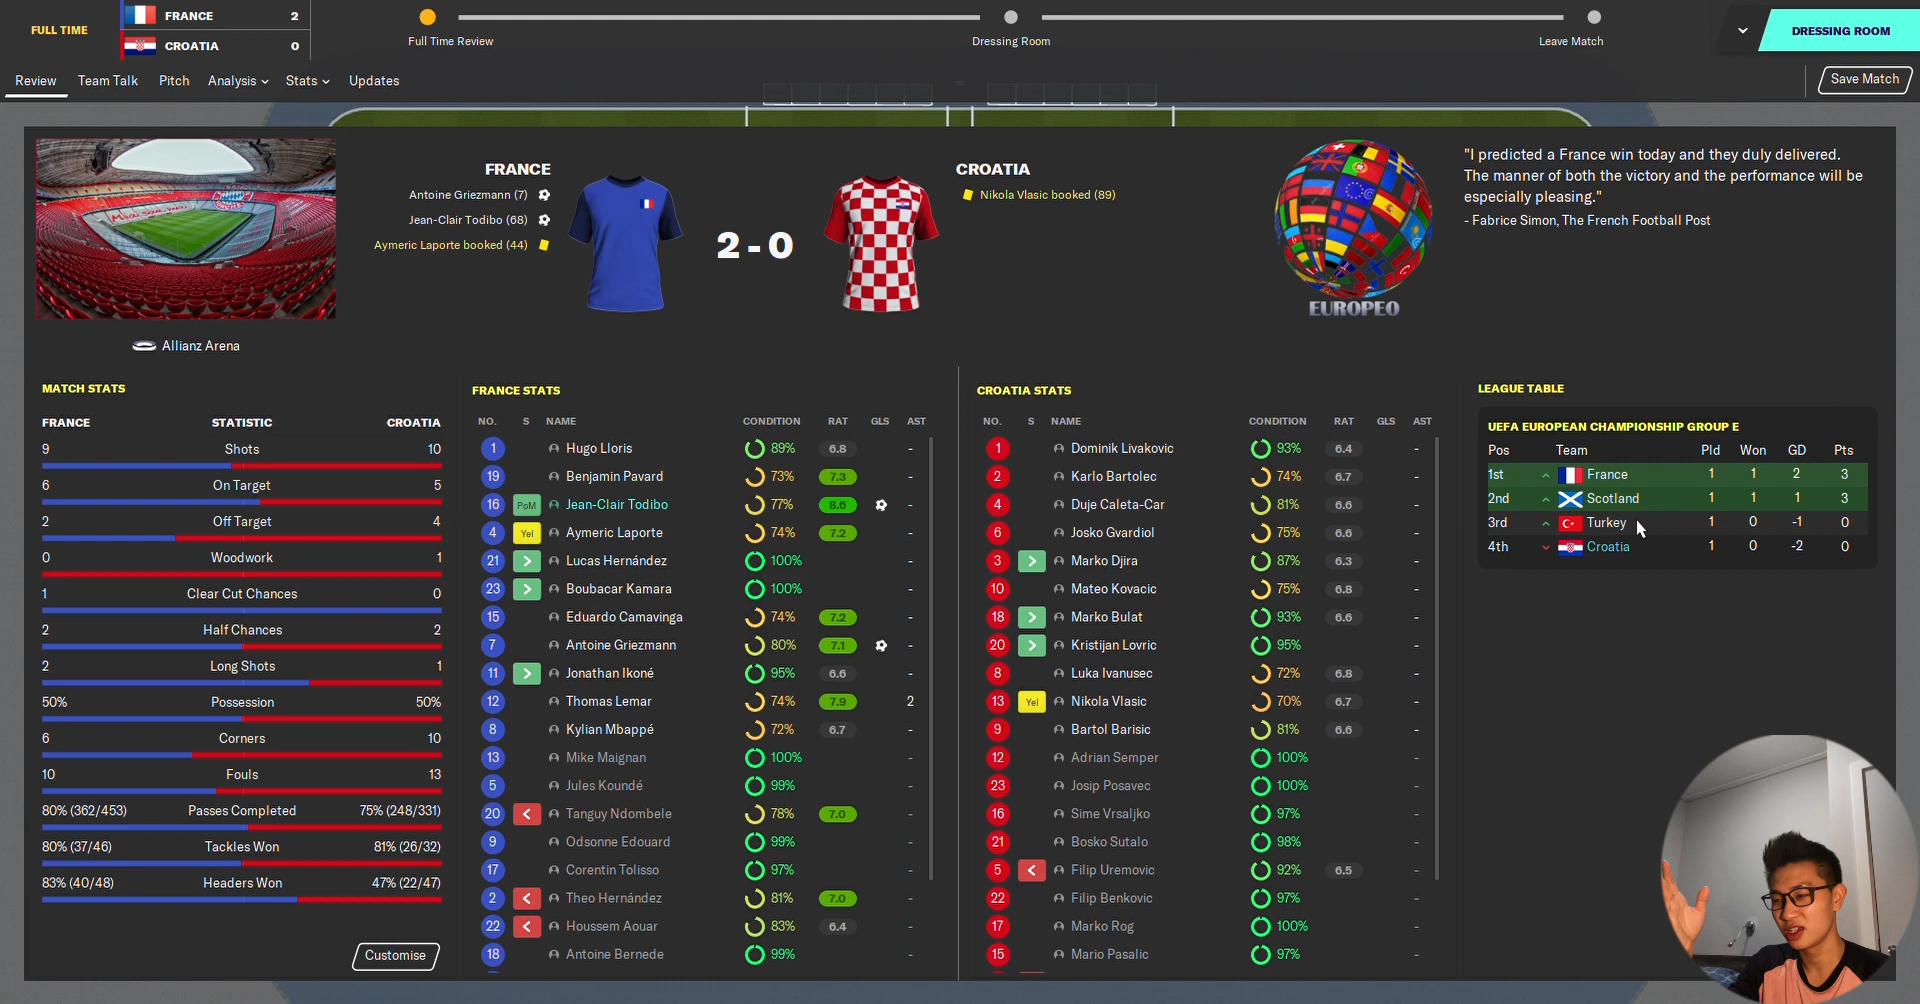 FULL TIME
FRANCE 2
CROATIA 0
Full Time Review
Dressing Room
Leave Match
DRESSING ROOM
Review Team Talk Pitch Analysis Stats Updates
Save Match
FRANCE
Antoine Griezmann (7)
Jean-Clair Todibo (68)
Aymeric Laporte booked (44)
2 - 0
CROATIA
Nikola Vlasic booked (89)
EUROPEO
"I predicted a France win today and they duly delivered.
The manner of both the victory and the performance will be
especially pleasing."
- Fabrice Simon, The French Football Post
Allianz Arena
MATCH STATS
FRANCE STATISTIC CROATIA
9 Shots 10
6 On Target 5
2 Off Target 4
0 Woodwork 1
1 Clear Cut Chances 0
2 Half Chances 2
2 Long Shots 1
50% Possession 50%
6 Corners 10
10 Fouls 13
80% (362/453) Passes Completed 75% (248/331)
80% (37/46) Tackles Won 81% (26/32)
83% (40/48) Headers Won 47% (22/47)
Customise
FRANCE STATS
NO. S NAME CONDITION RAT GLS AST
1 Hugo Lloris 89% 6.8 -
19 Benjamin Pavard 73% 7.3 -
16 PoM Jean-Clair Todibo 77% 8.6 -
4 Yel Aymeric Laporte 74% 7.2 -
21 Lucas Hernández 100% -
23 Boubacar Kamara 100% -
15 Eduardo Camavinga 74% 7.2 -
7 Antoine Griezmann 80% 7.1 -
11 Jonathan Ikoné 95% 6.6 -
12 Thomas Lemar 74% 7.9 2
8 Kylian Mbappé 72% 6.7 -
13 Mike Maignan 100% -
5 Jules Koundé 99% -
20 Tanguy Ndombele 78% 7.0 -
9 Odsonne Edouard 99% -
17 Corentin Tolisso 97% -
2 Theo Hernández 81% 7.0 -
22 Houssem Aouar 83% 6.4 -
18 Antoine Bernede 99% -
CROATIA STATS
NO. S NAME CONDITION RAT GLS AST
1 Dominik Livakovic 93% 6.4 -
2 Karlo Bartolec 74% 6.7 -
4 Duje Caleta-Car 81% 6.6 -
6 Josko Gvardiol 75% 6.6 -
3 Marko Djira 87% 6.3 -
10 Mateo Kovacic 75% 6.8 -
18 Marko Bulat 93% 6.6 -
20 Kristijan Lovric 95% -
8 Luka Ivanusec 72% 6.8 -
13 Yel Nikola Vlasic 70% 6.7 -
9 Bartol Barisic 81% 6.6 -
12 Adrian Semper 100% -
23 Josip Posavec 100% -
16 Sime Vrsaljko 97% -
21 Bosko Sutalo 98% -
5 Filip Uremovic 92% 6.5 -
22 Filip Benkovic 97% -
17 Marko Rog 100% -
15 Mario Pasalic 97% -
LEAGUE TABLE
UEFA EUROPEAN CHAMPIONSHIP GROUP E
Pos Team Pld Won GD Pts
1st France 1 1 2 3
2nd Scotland 1 1 1 3
3rd Turkey 1 0 -1 0
4th Croatia 1 0 -2 0